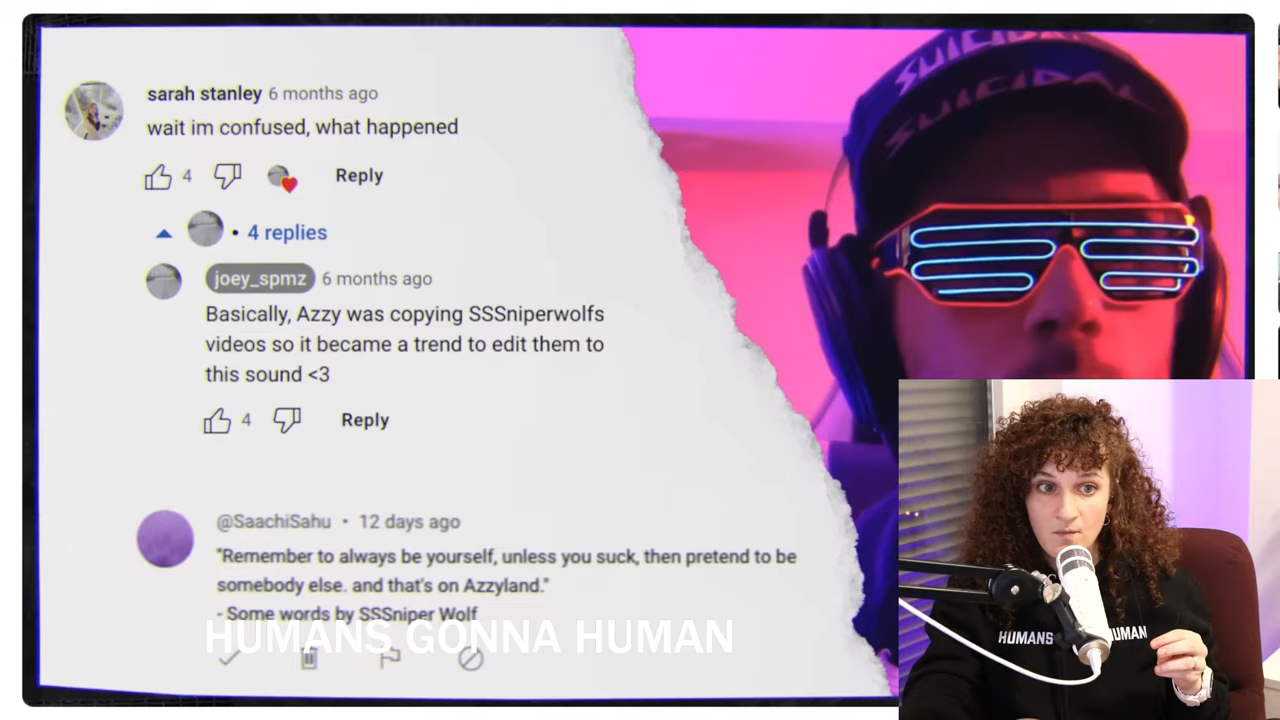 SUICIDAL
SUICIDAL
sarah stanley 6 months ago
wait im confused, what happened
4 Reply
• 4 replies
joey_spmz 6 months ago
Basically, Azzy was copying SSSniperwolfs
videos so it became a trend to edit them to
this sound <3
4 Reply
@SaachiSahu • 12 days ago
"Remember to always be yourself, unless you suck, then pretend to be
somebody else. and that's on Azzyland."
- Some words by SSSniper Wolf
HUMANS GONNA HUMAN
HUMANS HUMAN